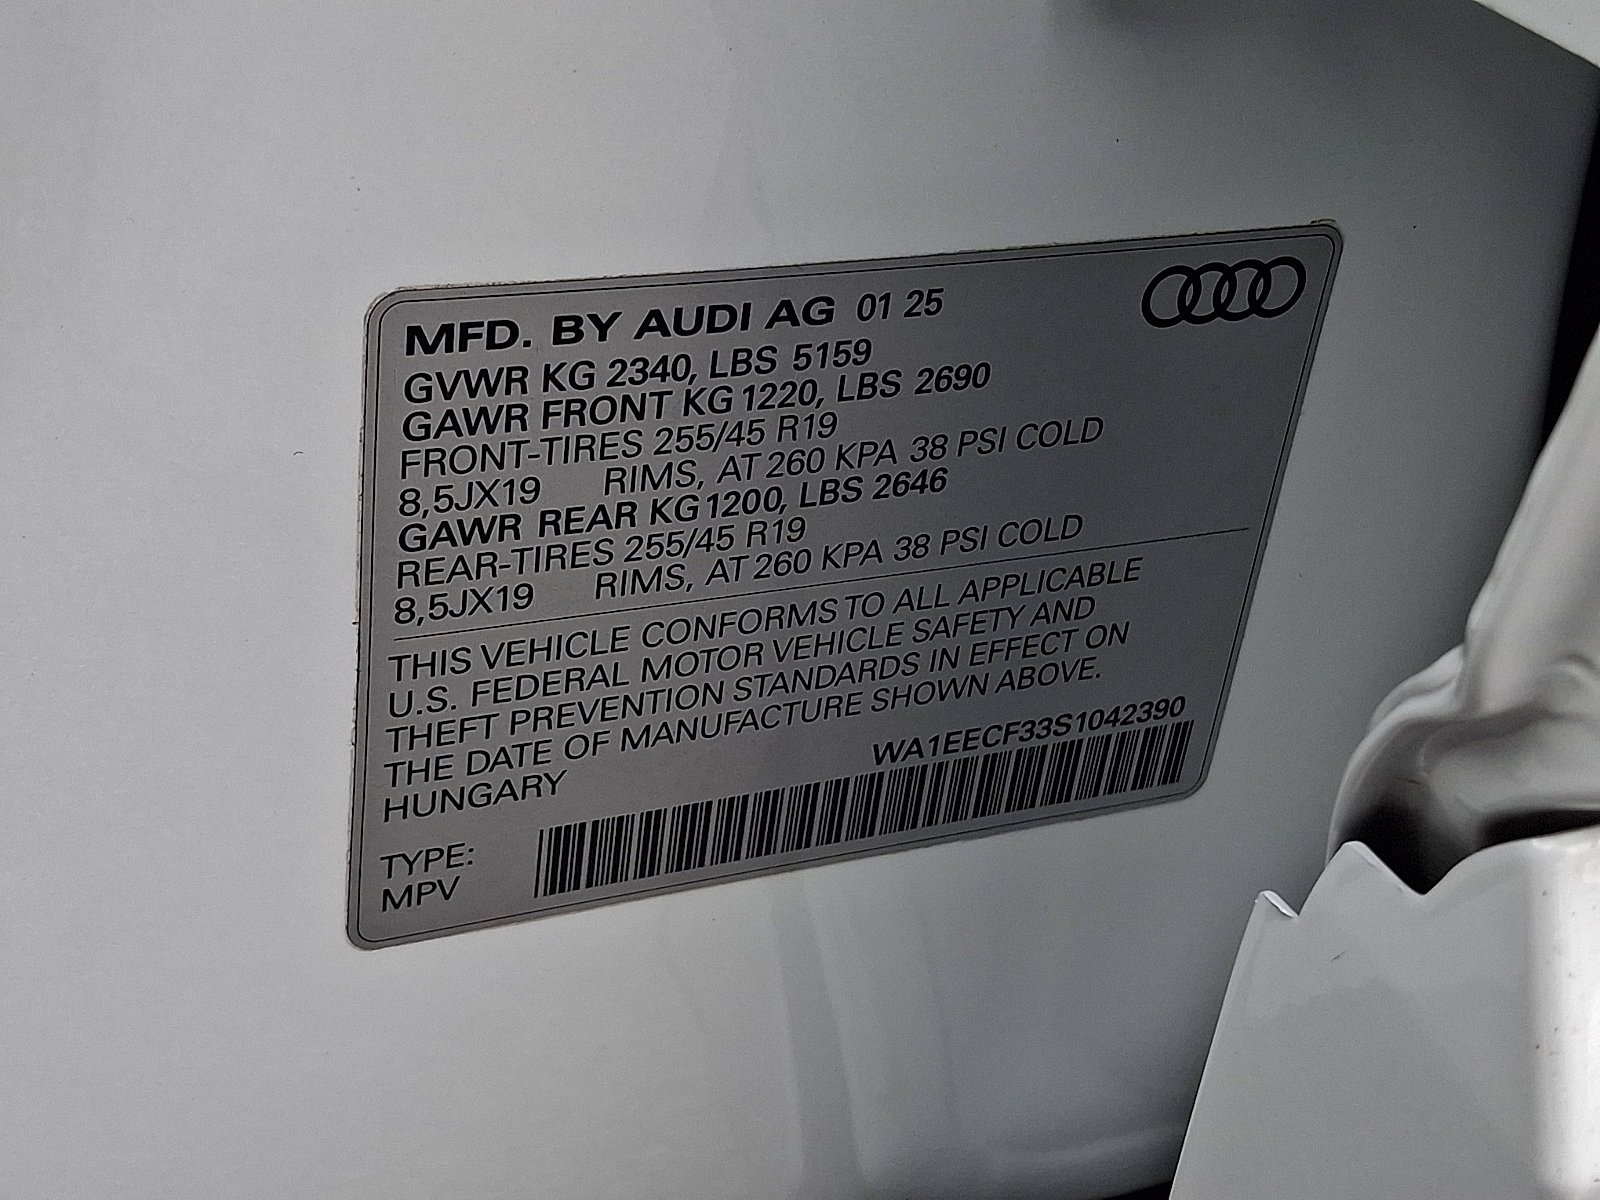 MFD. BY AUDI AG 01 25
GVWR KG 2340, LBS 5159
GAWR FRONT KG 1220, LBS 2690
FRONT-TIRES 255/45 R19
8,5JX19 RIMS, AT 260 KPA 38 PSI COLD
GAWR REAR KG 1200, LBS 2646
REAR-TIRES 255/45 R19
8,5JX19 RIMS, AT 260 KPA 38 PSI COLD
THIS VEHICLE CONFORMS TO ALL APPLICABLE
U.S. FEDERAL MOTOR VEHICLE SAFETY AND
THEFT PREVENTION STANDARDS IN EFFECT ON
THE DATE OF MANUFACTURE SHOWN ABOVE.
HUNGARY WA1EECF33S1042390
TYPE:
MPV